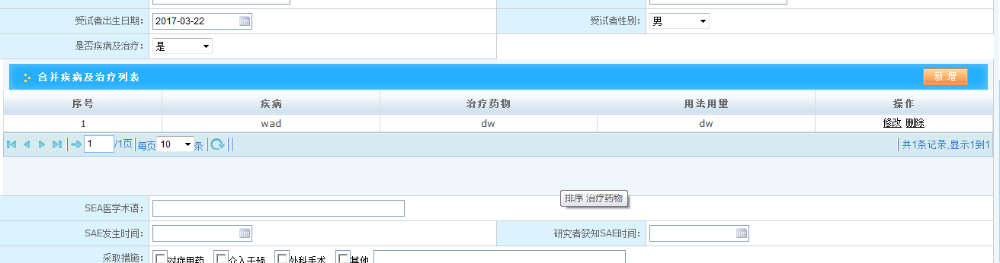 受试者出生日期: 2017-03-22 受试者性别: 男
是否疾病及治疗: 是
合并疾病及治疗列表 新 增
序号 疾病 治疗药物 用法用量 操作
1 wad dw dw 修改 删除
1 /1页 每页 10 条 共1条记录,显示1到1
排序 治疗药物
SEA医学术语:
SAE发生时间: 研究者获知SAE时间:
采取措施: 对症用药 介入干预 外科手术 其他